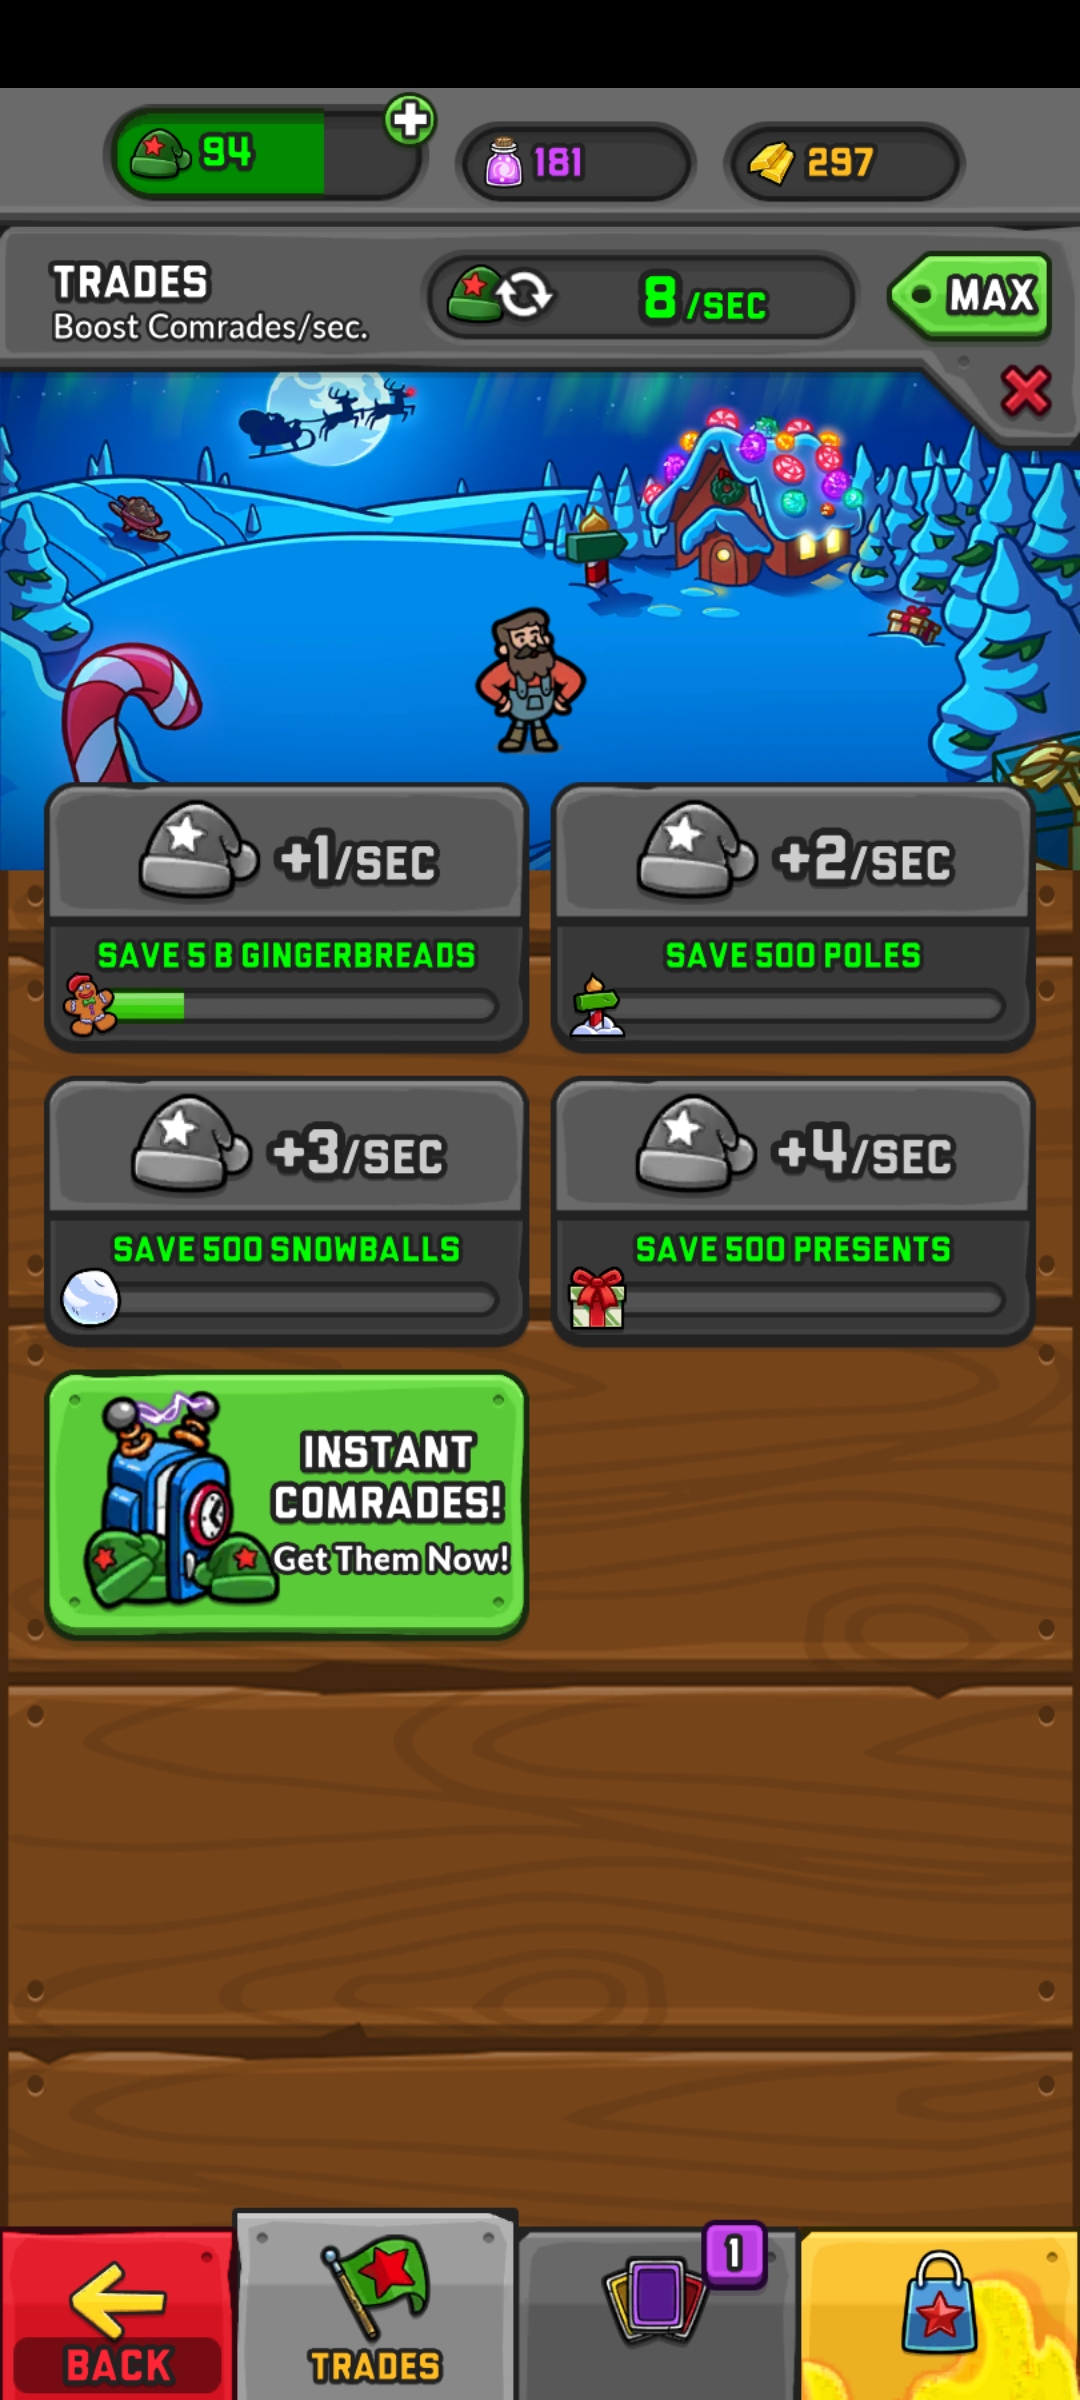 94
181
297
TRADES
Boost Comrades/sec.
8/SEC
MAX
+1/SEC
+2/SEC
SAVE 5 B GINGERBREADS
SAVE 500 POLES
+3/SEC
+4/SEC
SAVE 500 SNOWBALLS
SAVE 500 PRESENTS
INSTANT
COMRADES!
Get Them Now!
1
BACK
TRADES